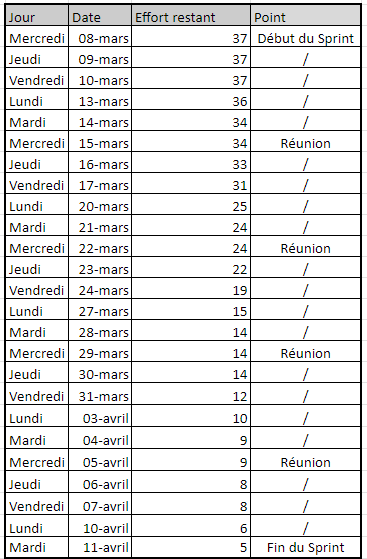 Jour Date Effort restant Point
Mercredi 08-mars 37 Début du Sprint
Jeudi 09-mars 37 /
Vendredi 10-mars 37 /
Lundi 13-mars 36 /
Mardi 14-mars 34 /
Mercredi 15-mars 34 Réunion
Jeudi 16-mars 33 /
Vendredi 17-mars 31 /
Lundi 20-mars 25 /
Mardi 21-mars 24 /
Mercredi 22-mars 24 Réunion
Jeudi 23-mars 22 /
Vendredi 24-mars 19 /
Lundi 27-mars 15 /
Mardi 28-mars 14 /
Mercredi 29-mars 14 Réunion
Jeudi 30-mars 14 /
Vendredi 31-mars 12 /
Lundi 03-avril 10 /
Mardi 04-avril 9 /
Mercredi 05-avril 9 Réunion
Jeudi 06-avril 8 /
Vendredi 07-avril 8 /
Lundi 10-avril 6 /
Mardi 11-avril 5 Fin du Sprint